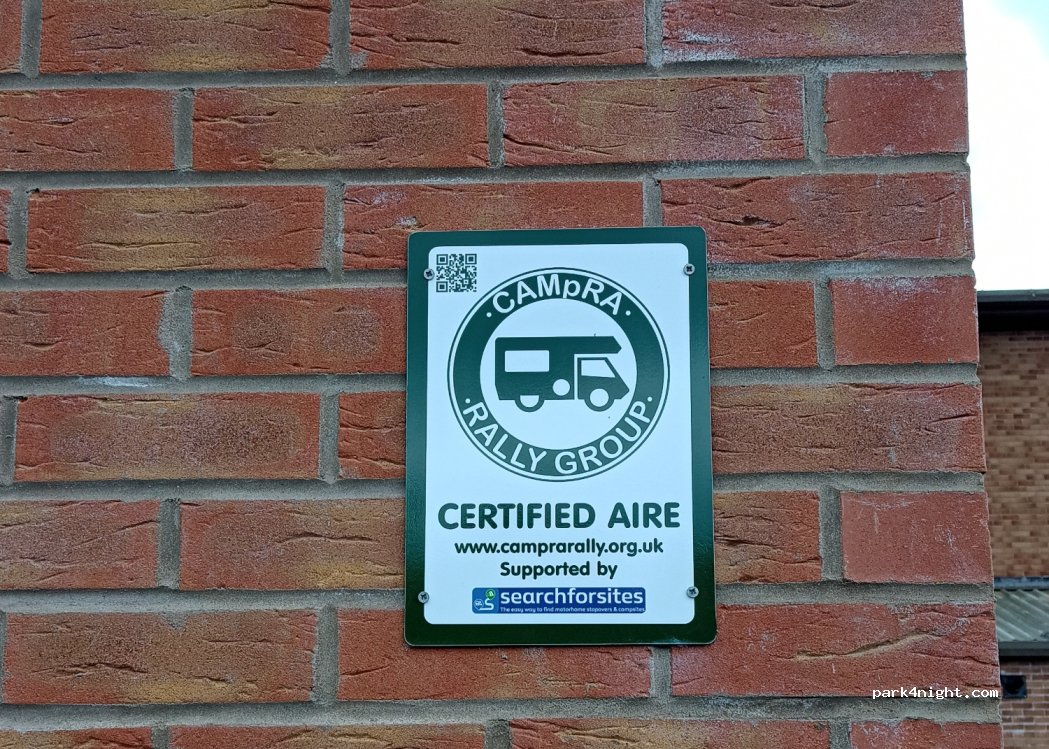 ·CAMpRA·
·RALLY GROUP·
CERTIFIED AIRE
www.camprarally.org.uk
Supported by
searchforsites
The easy way to find motorhome stopovers & campsites
park4night.com